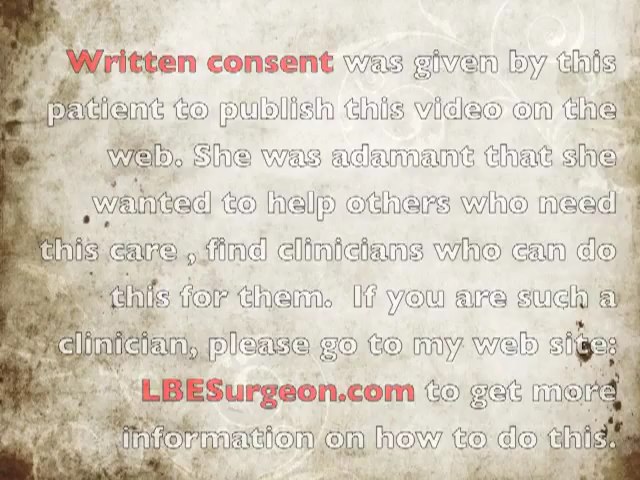 Written consent was given by this
patient to publish this video on the
web. She was adamant that she
wanted to help others who need
this care , find clinicians who can do
this for them.  If you are such a
clinician, please go to my web site:
LBESurgeon.com to get more
information on how to do this.